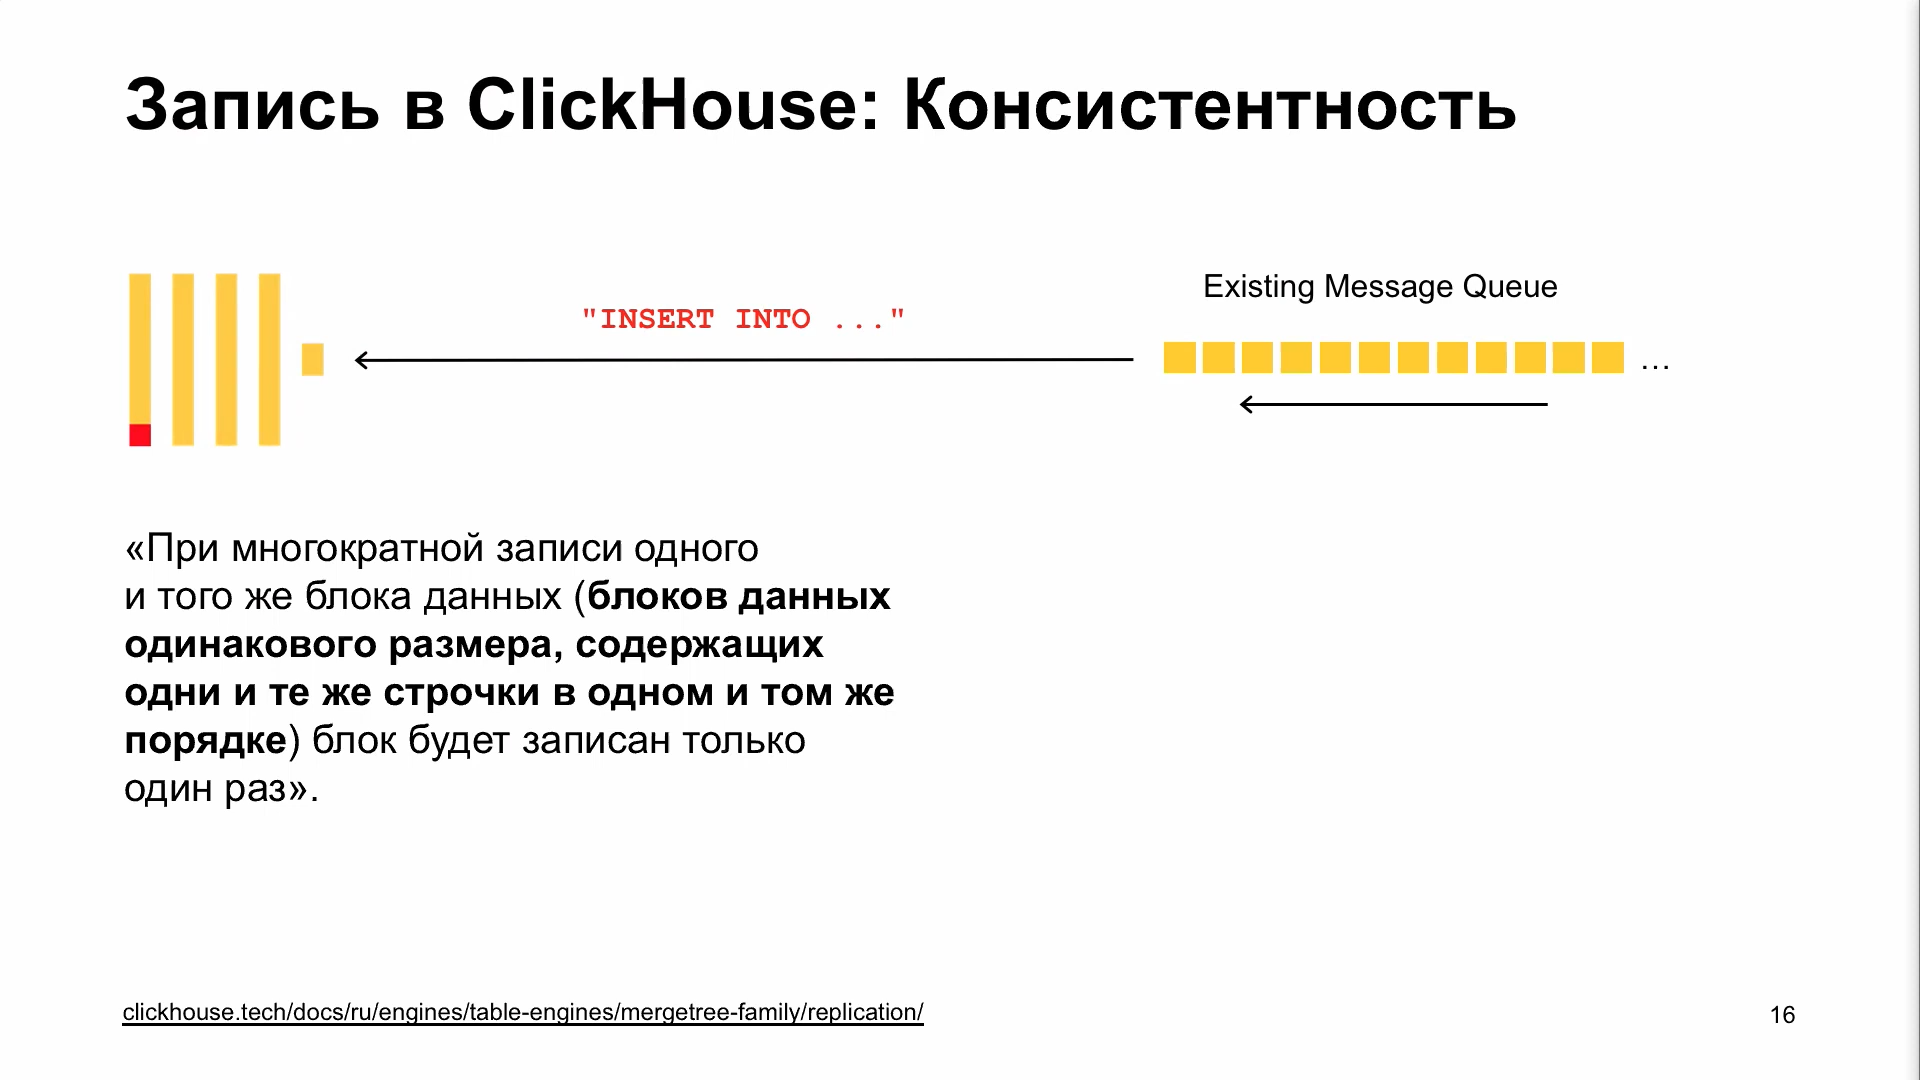 Запись в ClickHouse: Консистентность
Existing Message Queue
"INSERT INTO ..."
...
«При многократной записи одного
и того же блока данных (блоков данных
одинакового размера, содержащих
одни и те же строчки в одном и том же
порядке) блок будет записан только
один раз».
clickhouse.tech/docs/ru/engines/table-engines/mergetree-family/replication/
16